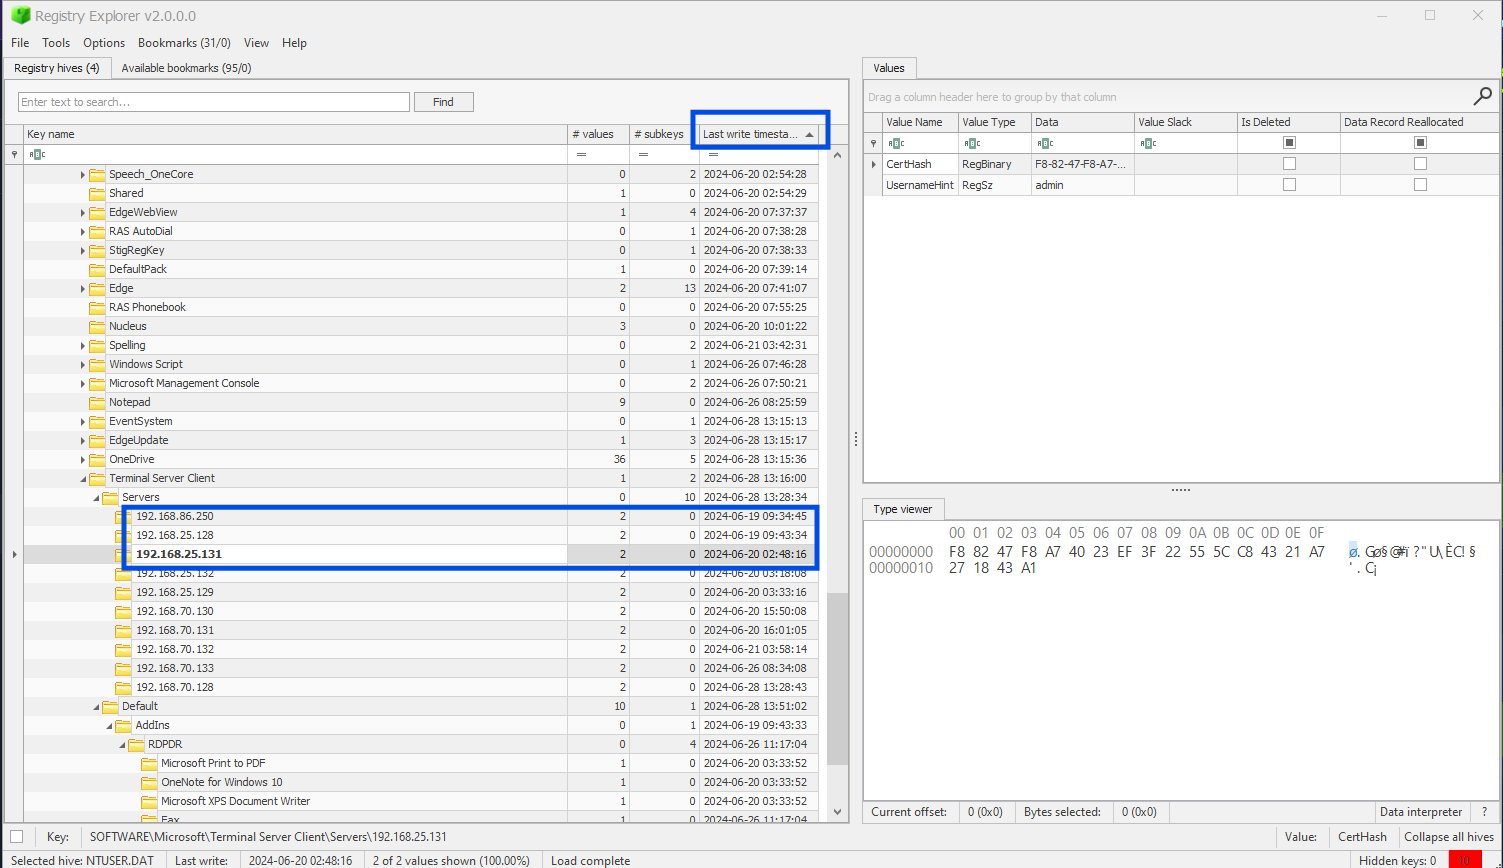 Registry Explorer v2.0.0.0
File Tools Options Bookmarks (31/0) View Help
Registry hives (4) Available bookmarks (95/0)
Enter text to search... Find
Key name # values # subkeys Last write timesta...
= = =
Speech_OneCore 0 2 2024-06-20 02:54:28
Shared 1 0 2024-06-20 02:54:29
EdgeWebView 1 4 2024-06-20 07:37:37
RAS AutoDial 0 1 2024-06-20 07:38:28
StigRegKey 0 1 2024-06-20 07:38:33
DefaultPack 1 0 2024-06-20 07:39:14
Edge 2 13 2024-06-20 07:41:07
RAS Phonebook 0 0 2024-06-20 07:55:25
Nucleus 3 0 2024-06-20 10:01:22
Spelling 0 2 2024-06-21 03:42:31
Windows Script 0 1 2024-06-26 07:46:28
Microsoft Management Console 0 2 2024-06-26 07:50:21
Notepad 9 0 2024-06-26 08:25:59
EventSystem 0 1 2024-06-28 13:15:13
EdgeUpdate 1 3 2024-06-28 13:15:17
OneDrive 36 5 2024-06-28 13:15:36
Terminal Server Client 1 2 2024-06-28 13:16:00
Servers 0 10 2024-06-28 13:28:34
192.168.86.250 2 0 2024-06-19 09:34:45
192.168.25.128 2 0 2024-06-19 09:43:34
192.168.25.131 2 0 2024-06-20 02:48:16
192.168.25.132 2 0 2024-06-20 03:18:08
192.168.25.129 2 0 2024-06-20 03:33:16
192.168.70.130 2 0 2024-06-20 15:50:08
192.168.70.131 2 0 2024-06-20 16:01:05
192.168.70.132 2 0 2024-06-21 03:58:14
192.168.70.133 2 0 2024-06-26 08:34:08
192.168.70.128 2 0 2024-06-28 13:28:43
Default 10 1 2024-06-28 13:51:02
AddIns 0 1 2024-06-19 09:43:33
RDPDR 0 4 2024-06-26 11:17:04
Microsoft Print to PDF 1 0 2024-06-20 03:33:52
OneNote for Windows 10 1 0 2024-06-20 03:33:52
Microsoft XPS Document Writer 1 0 2024-06-20 03:33:52
Fax 1 0 2024-06-26 11:17:04
Values
Drag a column header here to group by that column
Value Name Value Type Data Value Slack Is Deleted Data Record Reallocated
CertHash RegBinary F8-82-47-F8-A7-...
UsernameHint RegSz admin
Type viewer
00 01 02 03 04 05 06 07 08 09 0A 0B 0C 0D 0E 0F
00000000 F8 82 47 F8 A7 40 23 EF 3F 22 55 5C C8 43 21 A7 ø.Gø§@#ï?"U\ÈC!§
00000010 27 18 43 A1 '.C¡
Current offset: 0 (0x0) Bytes selected: 0 (0x0) Data interpreter ?
Key: SOFTWARE\Microsoft\Terminal Server Client\Servers\192.168.25.131 Value: CertHash Collapse all hives
Selected hive: NTUSER.DAT Last write: 2024-06-20 02:48:16 2 of 2 values shown (100.00%) Load complete Hidden keys: 0 10